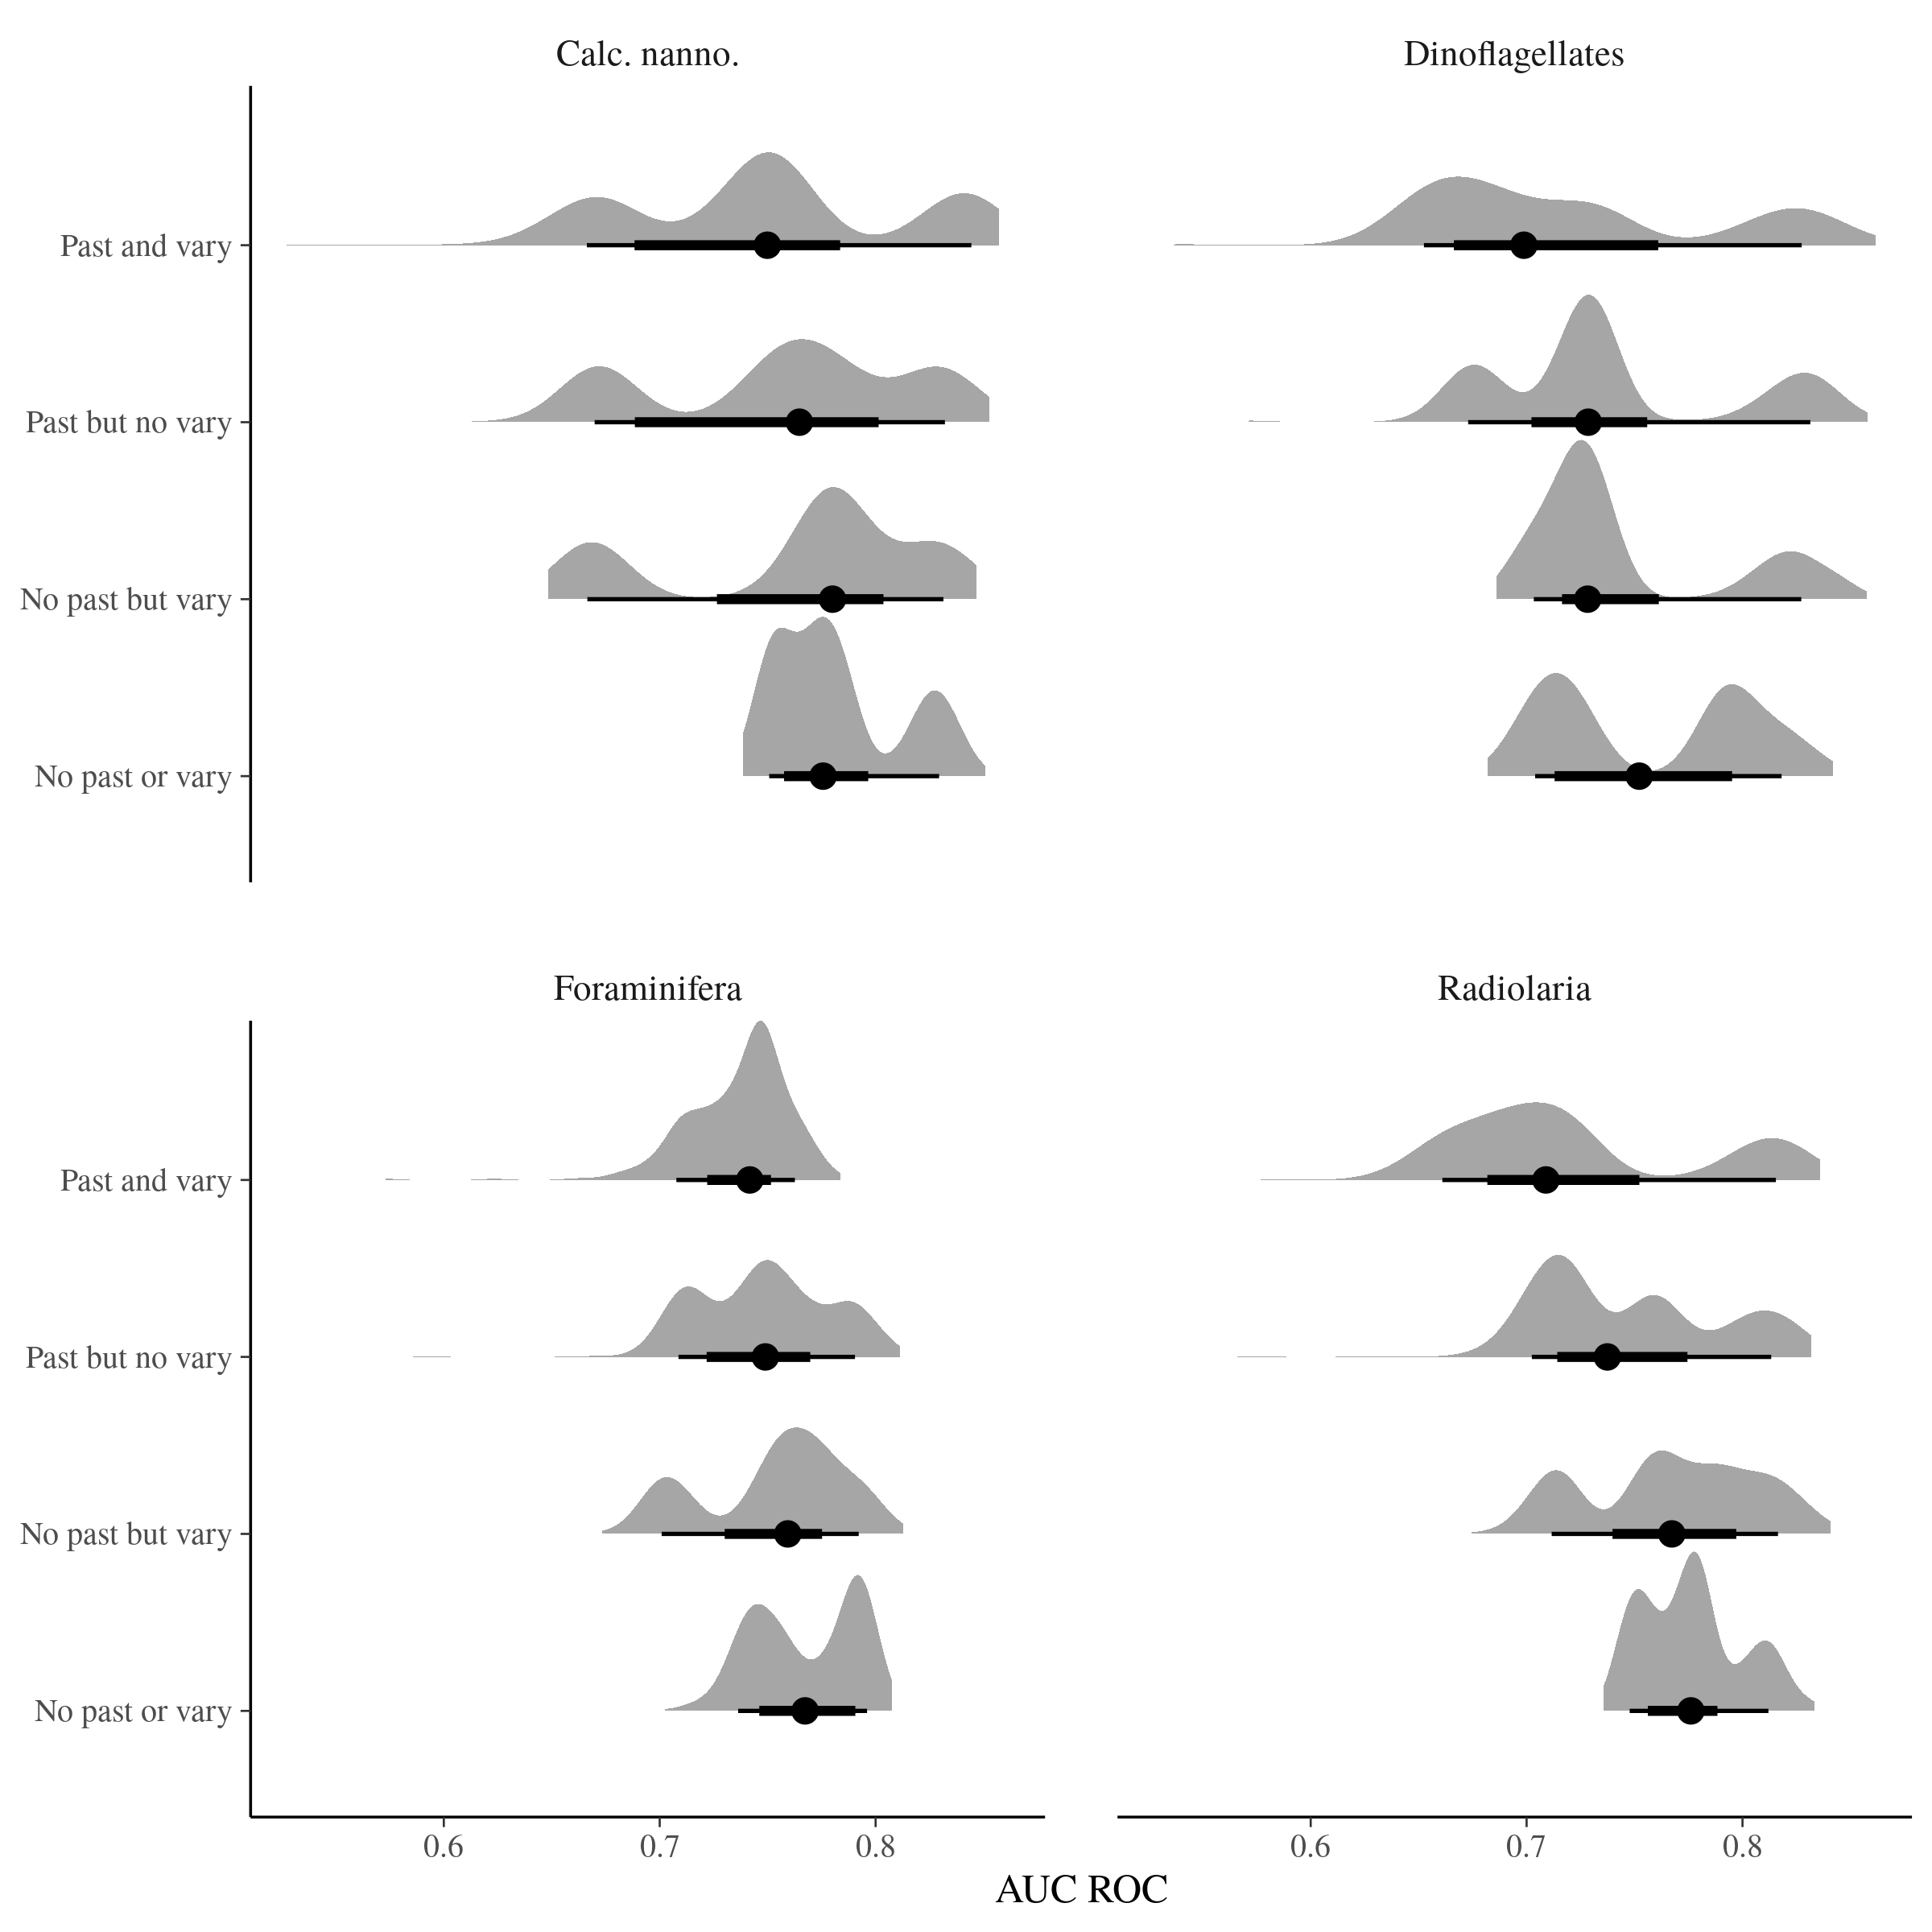 Calc. nanno.
Dinoflagellates
Past and vary
Past but no vary
No past but vary
No past or vary
Foraminifera
Radiolaria
Past and vary
Past but no vary
No past but vary
No past or vary
0.6 0.7 0.8 0.6 0.7 0.8
AUC ROC